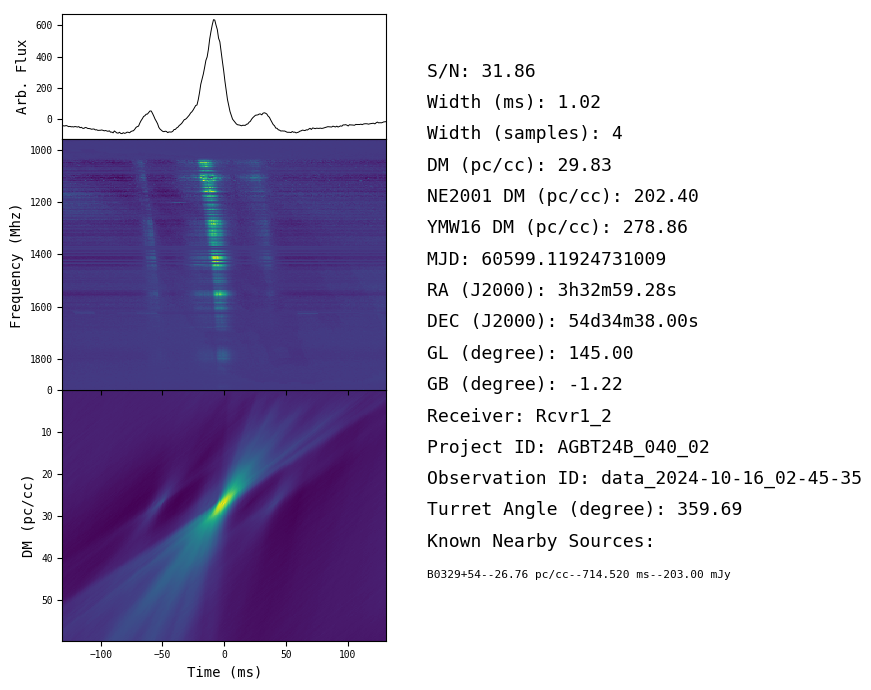 600
400
200
0
Arb. Flux
1000
1200
1400
1600
1800
Frequency (Mhz)
0
10
20
30
40
50
DM (pc/cc)
−100
−50
0
50
100
Time (ms)
S/N: 31.86
Width (ms): 1.02
Width (samples): 4
DM (pc/cc): 29.83
NE2001 DM (pc/cc): 202.40
YMW16 DM (pc/cc): 278.86
MJD: 60599.11924731009
RA (J2000): 3h32m59.28s
DEC (J2000): 54d34m38.00s
GL (degree): 145.00
GB (degree): -1.22
Receiver: Rcvr1_2
Project ID: AGBT24B_040_02
Observation ID: data_2024-10-16_02-45-35
Turret Angle (degree): 359.69
Known Nearby Sources:
B0329+54--26.76 pc/cc--714.520 ms--203.00 mJy